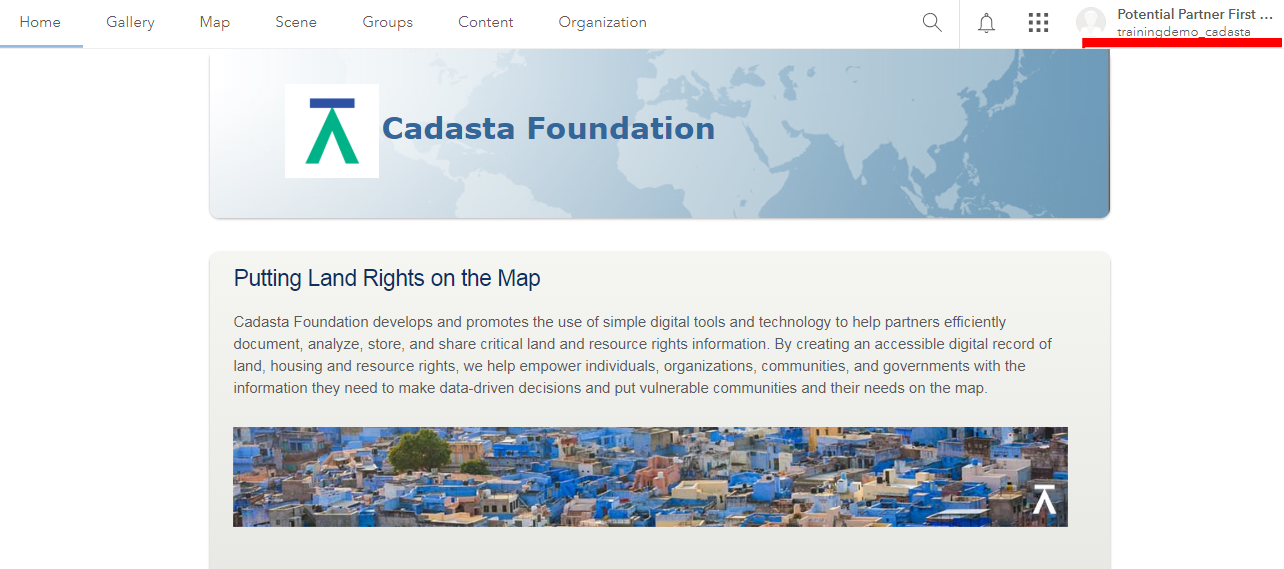 Home Gallery Map Scene Groups Content Organization
Potential Partner First ...
trainingdemo_cadasta
Cadasta Foundation
Putting Land Rights on the Map
Cadasta Foundation develops and promotes the use of simple digital tools and technology to help partners efficiently
document, analyze, store, and share critical land and resource rights information. By creating an accessible digital record of
land, housing and resource rights, we help empower individuals, organizations, communities, and governments with the
information they need to make data-driven decisions and put vulnerable communities and their needs on the map.